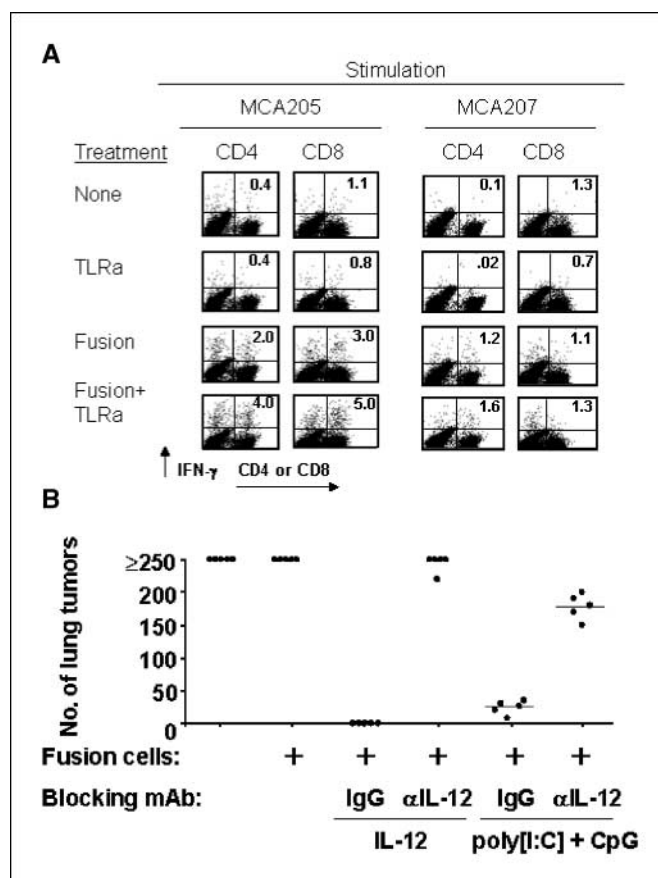 A
Stimulation
MCA205 MCA207
Treatment CD4 CD8 CD4 CD8
None 0.4 1.1 0.1 1.3
TLRa 0.4 0.8 .02 0.7
Fusion 2.0 3.0 1.2 1.1
Fusion+
TLRa 4.0 5.0 1.6 1.3
IFN-γ CD4 or CD8
B
No. of lung tumors
≥250
200
150
100
50
0
Fusion cells: + + + + +
Blocking mAb: IgG αIL-12 IgG αIL-12
IL-12 poly[I:C] + CpG